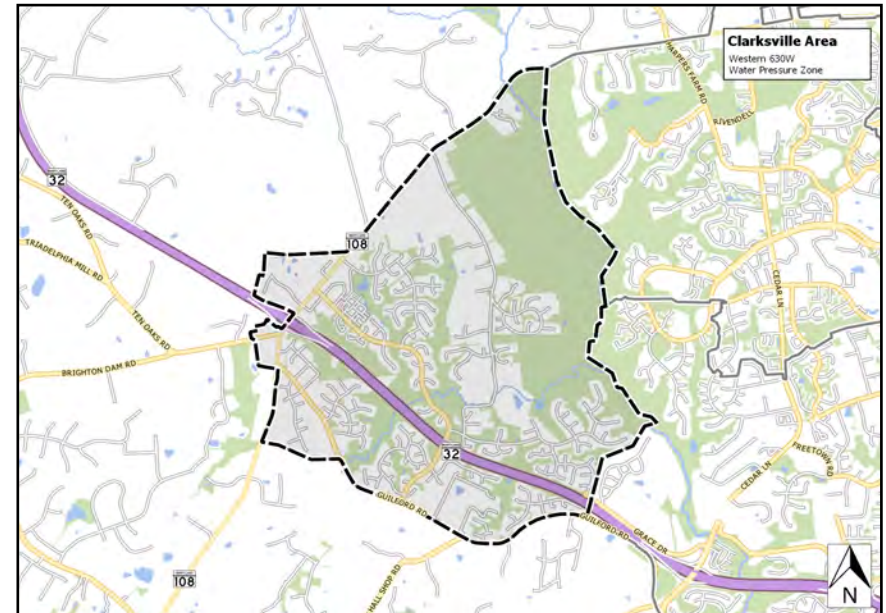 Clarksville Area
Western 630W
Water Pressure Zone
HARPERS FARM RD
RIVENDELL
32
TEN OAKS RD
TRIADELPHIA MILL RD
108
TEN OAKS RD
BRIGHTON DAM RD
CEDAR LN
32
FREETOWN RD
CEDAR LN
GUILFORD RD
GUILFORD RD
GRACE DR
HALL SHOP RD
108
N